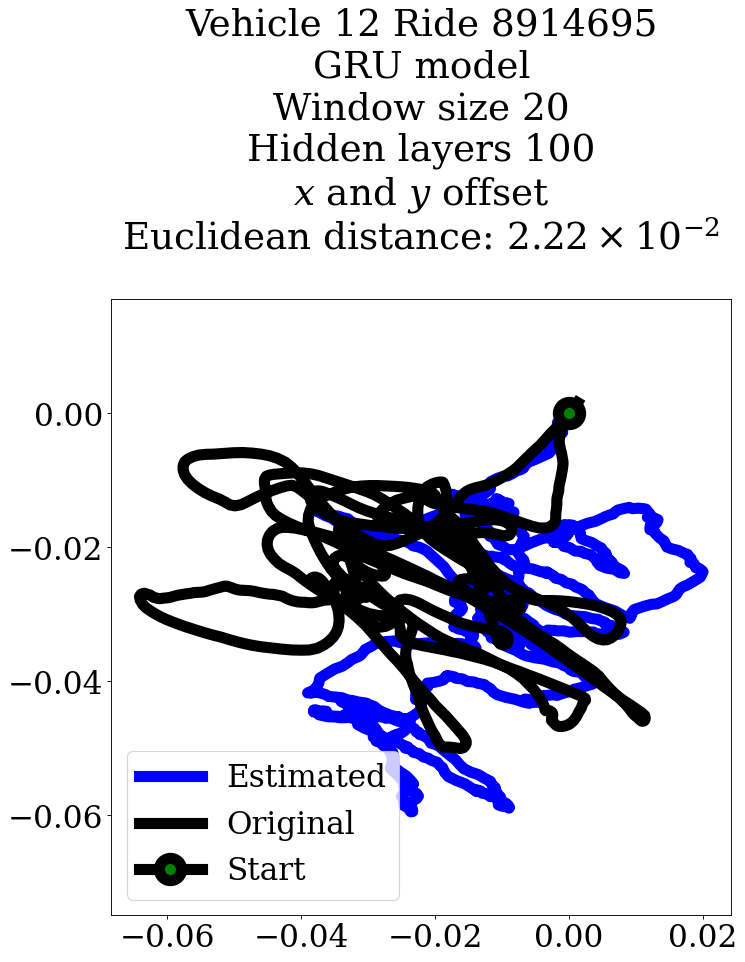 Vehicle 12 Ride 8914695
GRU model
Window size 20
Hidden layers 100
x and y offset
Euclidean distance: 2.22 × 10⁻²
0.00
−0.02
−0.04
−0.06
Estimated
Original
Start
−0.06 −0.04 −0.02 0.00 0.02